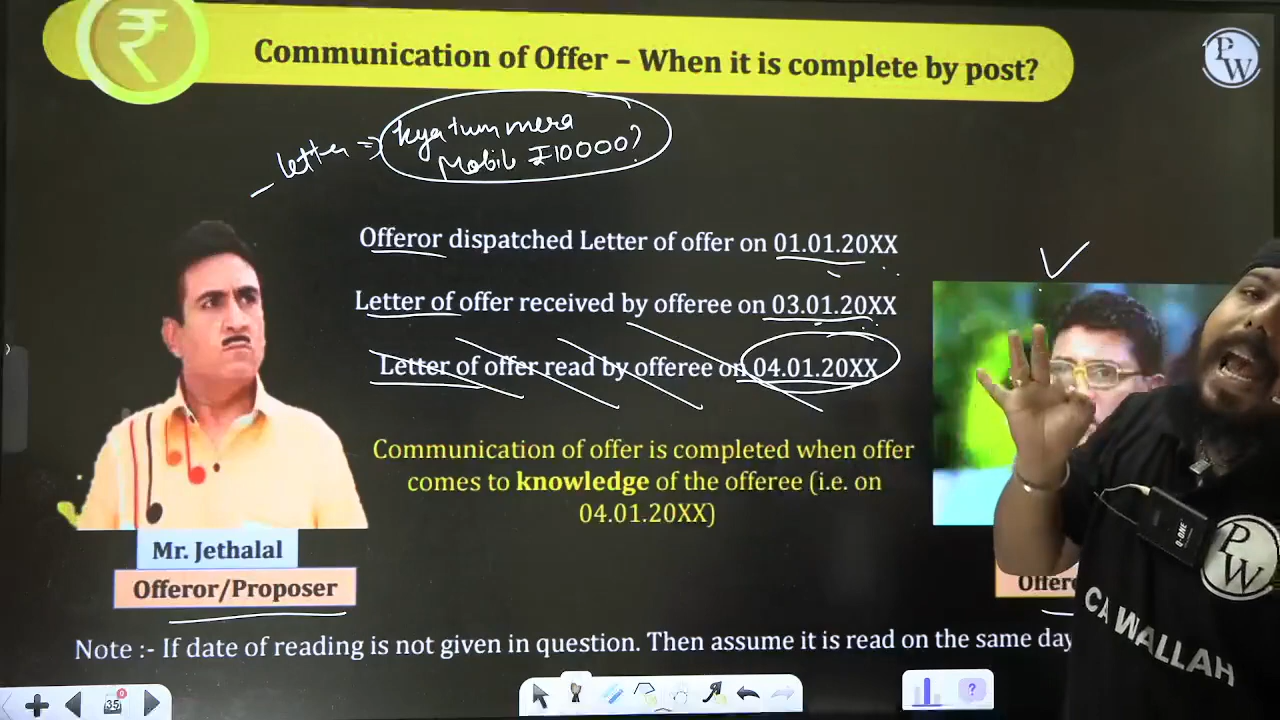 ₹
Communication of Offer – When it is complete by post?
PW
letter =>
kya tum mera
Mobile ₹10000?
Offeror dispatched Letter of offer on 01.01.20XX
Letter of offer received by offeree on 03.01.20XX
Letter of offer read by offeree on 04.01.20XX
Communication of offer is completed when offer
comes to knowledge of the offeree (i.e. on
04.01.20XX)
Mr. Jethalal
Offeror/Proposer
Note :- If date of reading is not given in question. Then assume it is read on the same day
Q-ONE
PW
CA WALLAH
35
0
?